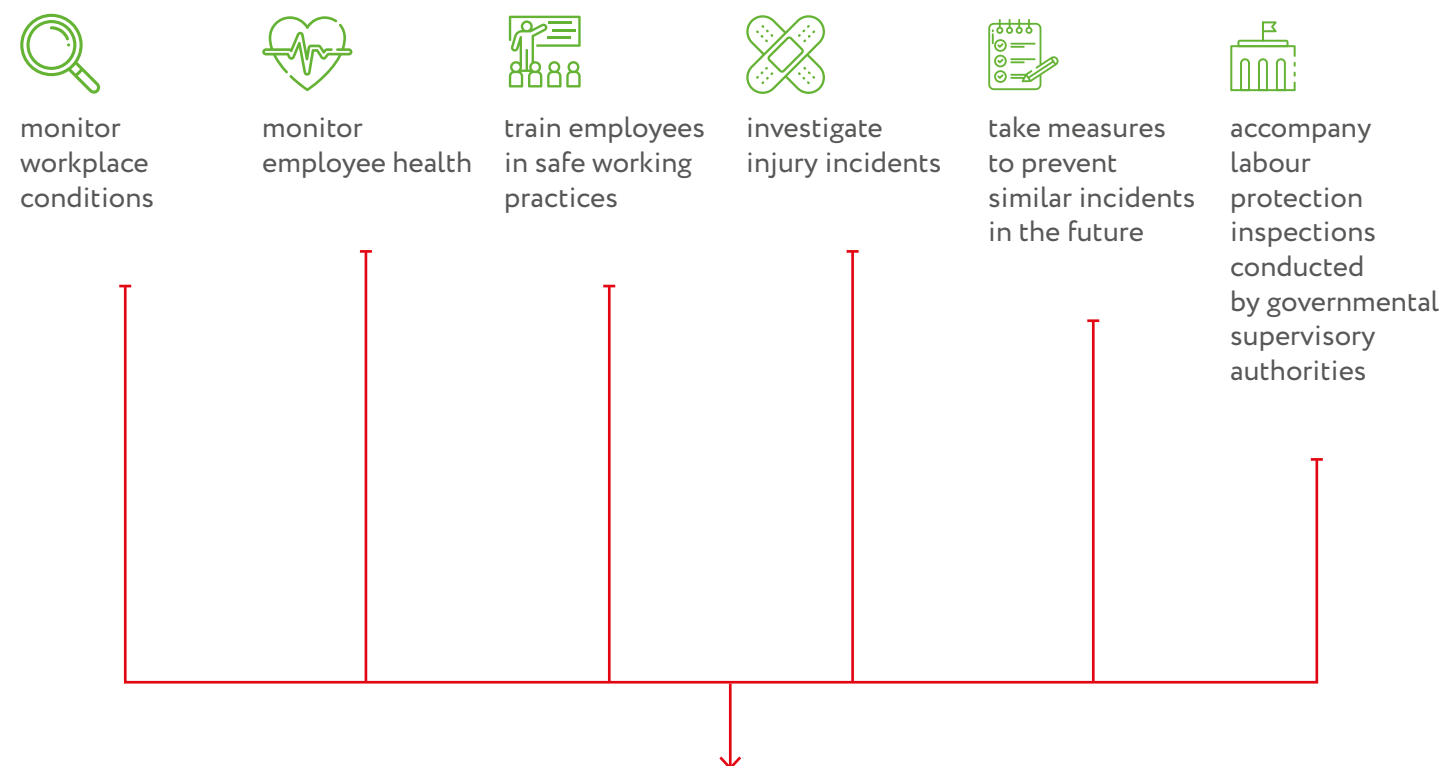 monitor
workplace
conditions
monitor
employee health
train employees
in safe working
practices
investigate
injury incidents
take measures
to prevent
similar incidents
in the future
accompany
labour
protection
inspections
conducted
by governmental
supervisory
authorities